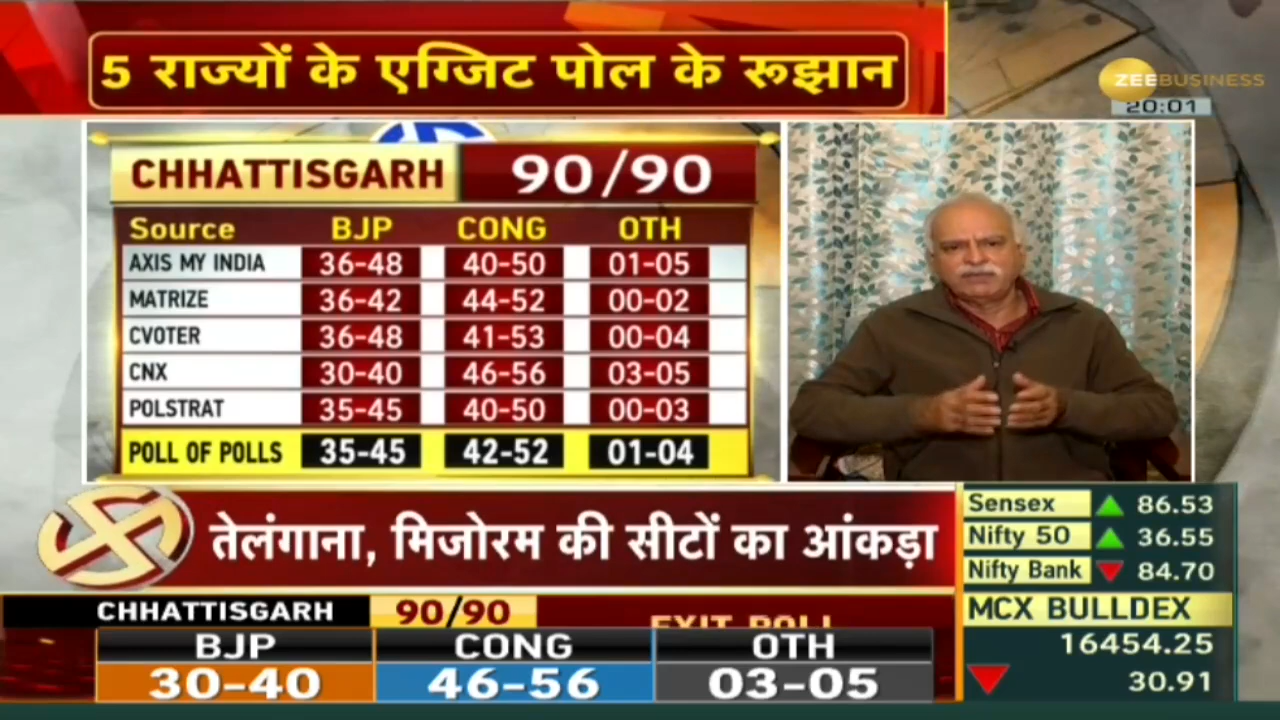 5 राज्यों के एग्जिट पोल के रूझान
ZEEBUSINESS
20:01
CHHATTISGARH 90/90
Source BJP CONG OTH
AXIS MY INDIA 36-48 40-50 01-05
MATRIZE 36-42 44-52 00-02
CVOTER 36-48 41-53 00-04
CNX 30-40 46-56 03-05
POLSTRAT 35-45 40-50 00-03
POLL OF POLLS 35-45 42-52 01-04
तेलंगाना, मिजोरम की सीटों का आंकड़ा
Sensex 86.53
Nifty 50 36.55
Nifty Bank 84.70
MCX BULLDEX
16454.25
30.91
CHHATTISGARH 90/90 EXIT POLL
BJP CONG OTH
30-40 46-56 03-05